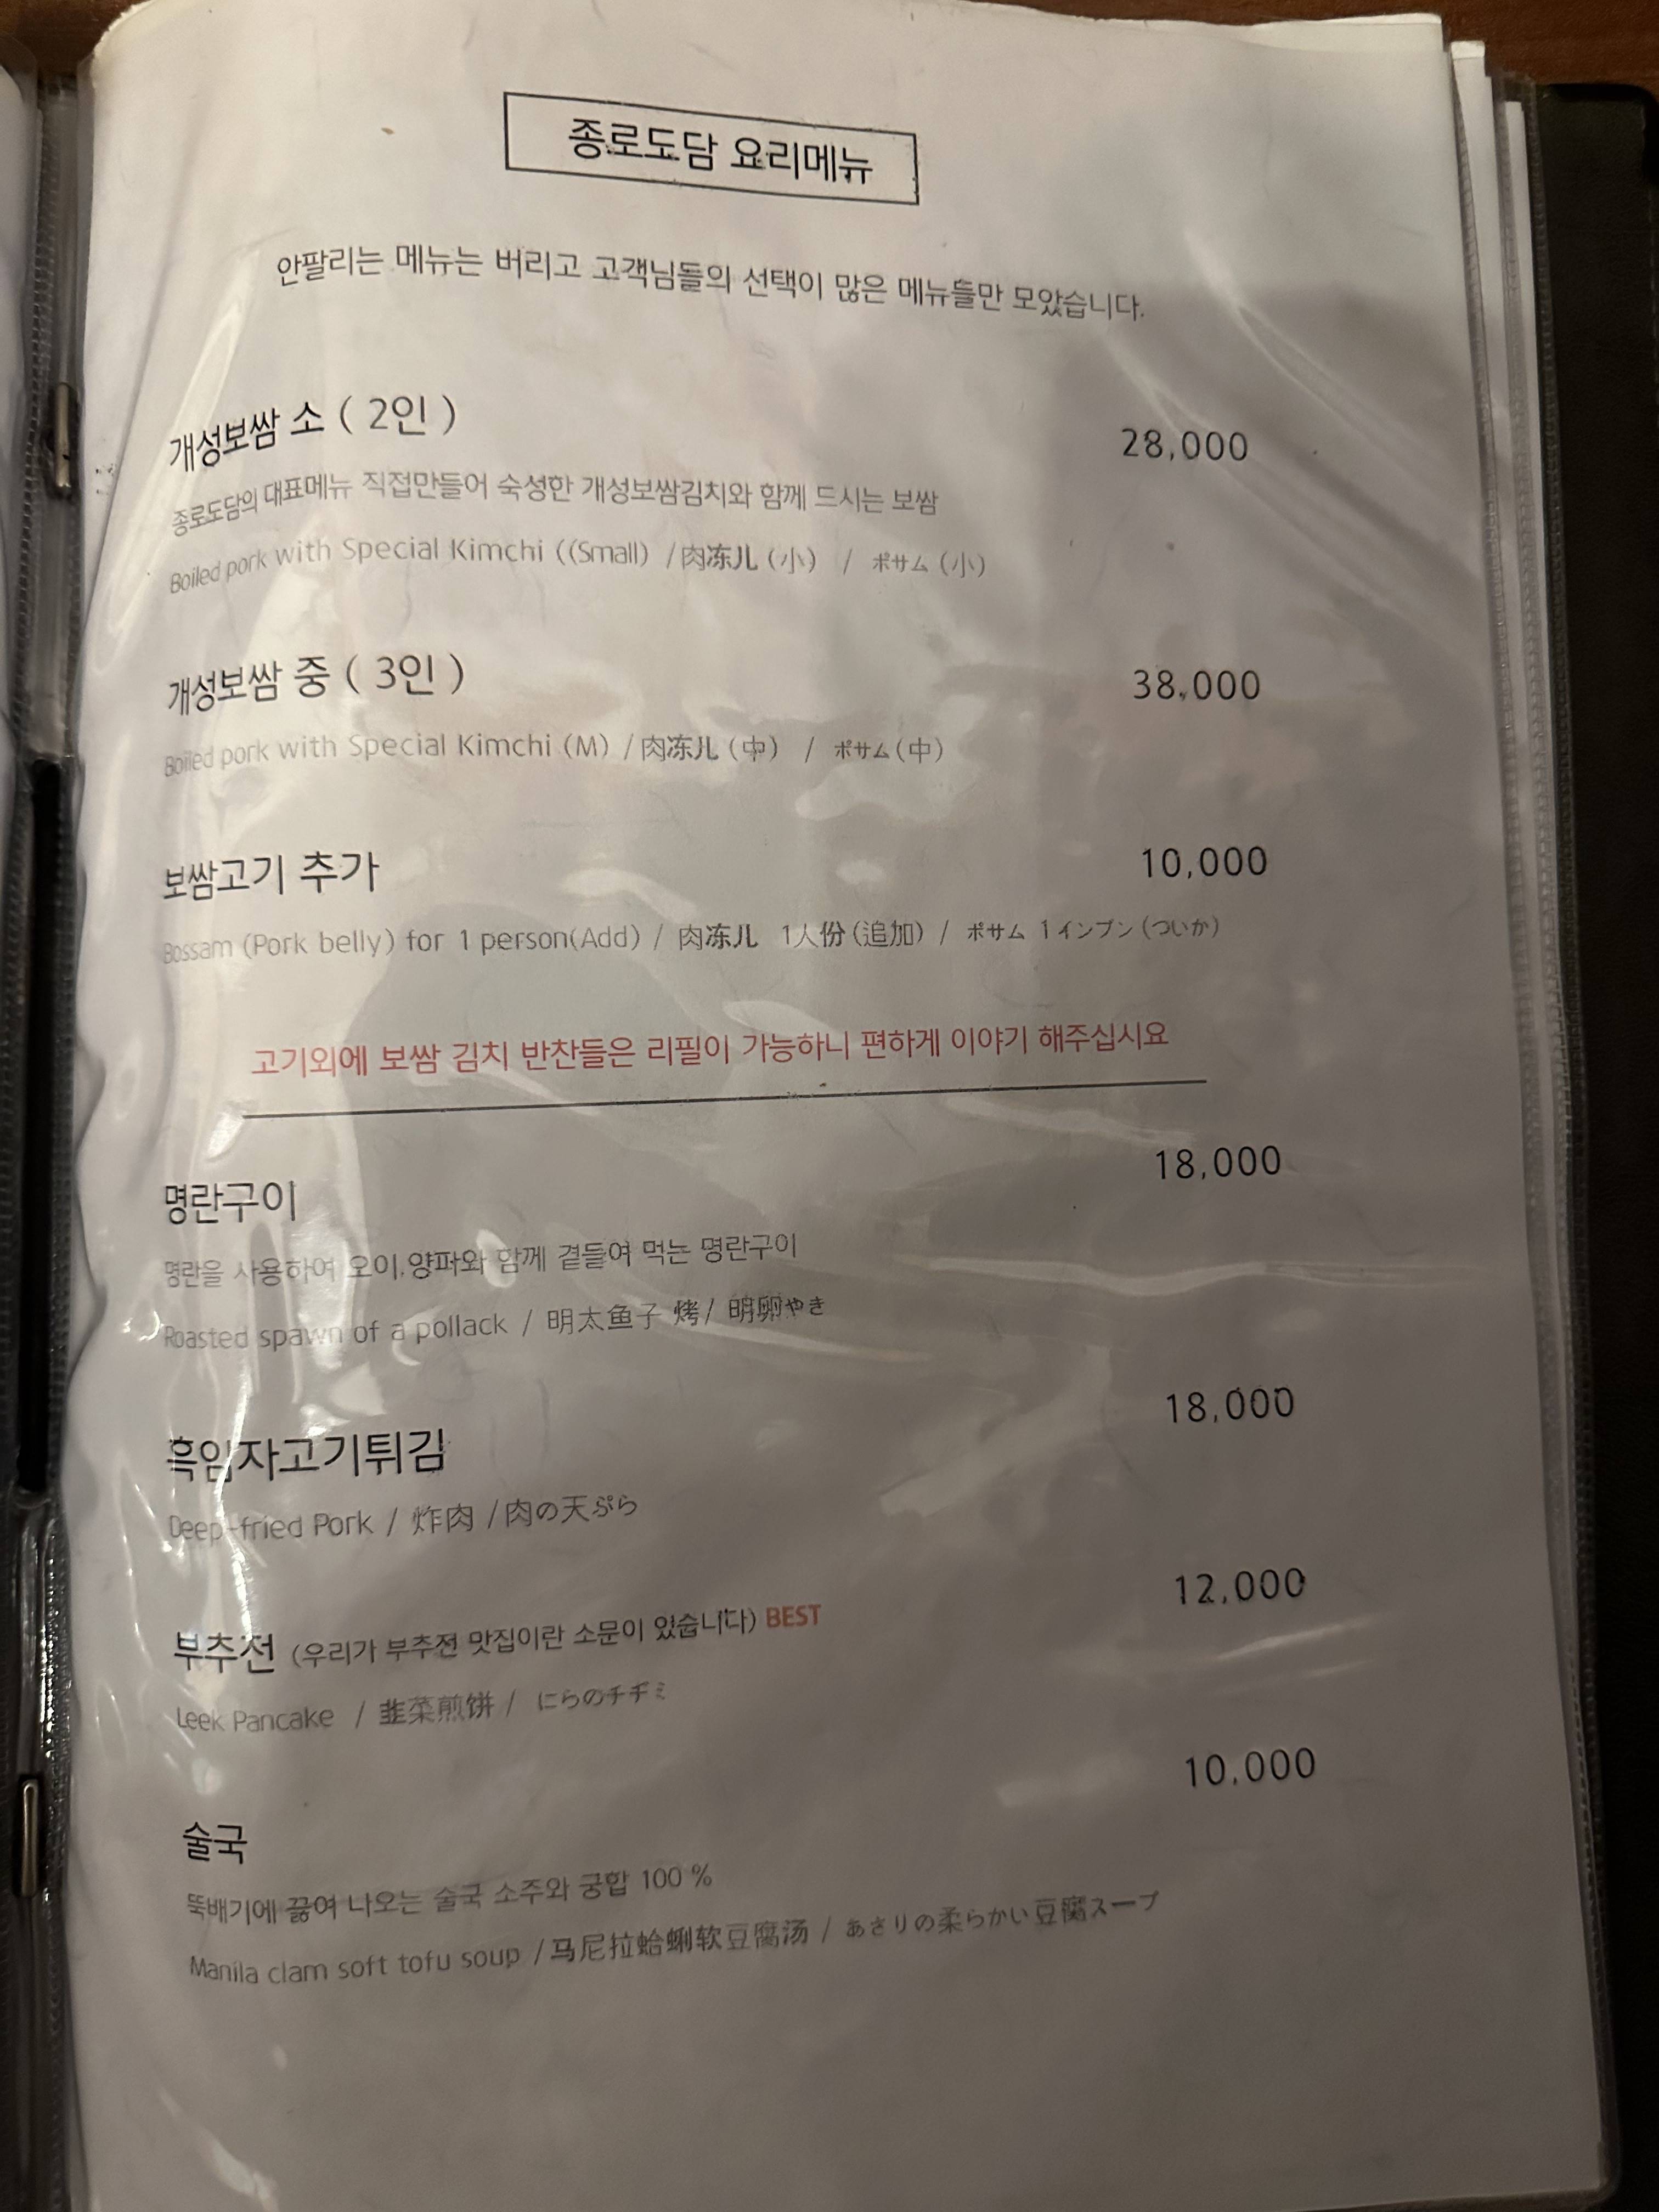 종로도담 요리메뉴
안팔리는 메뉴는 버리고 고객님들의 선택이 많은 메뉴들만 모았습니다.
개성보쌈 소 ( 2인 ) 28,000
종로도담의 대표메뉴 직접만들어 숙성한 개성보쌈김치와 함께 드시는 보쌈
Boiled pork with Special Kimchi ((Small) /肉冻儿 (小) / ポサム (小)
개성보쌈 중 ( 3인 ) 38,000
Boiled pork with Special Kimchi (M) /肉冻儿 (中) / ポサム(中)
보쌈고기 추가 10,000
Bossam (Pork belly) for 1 person(Add) / 肉冻儿 1人份 (追加) / ポサム 1インブン (ついか)
고기외에 보쌈 김치 반찬들은 리필이 가능하니 편하게 이야기 해주십시요
명란구이 18,000
명란을 사용하여 오이,양파와 함께 곁들여 먹는 명란구이
Roasted spawn of a pollack / 明太鱼子 烤/ 明卵やき
흑임자고기튀김 18,000
Deep-fried Pork / 炸肉 /肉の天ぷら
부추전 (우리가 부추전 맛집이란 소문이 있습니다) BEST 12,000
Leek Pancake / 韭菜煎饼 / にらのチヂミ
술국 10,000
뚝배기에 끓여 나오는 술국 소주와 궁합 100 %
Manila clam soft tofu soup /马尼拉蛤蜊软豆腐汤 / あさりの柔らかい豆腐スープ